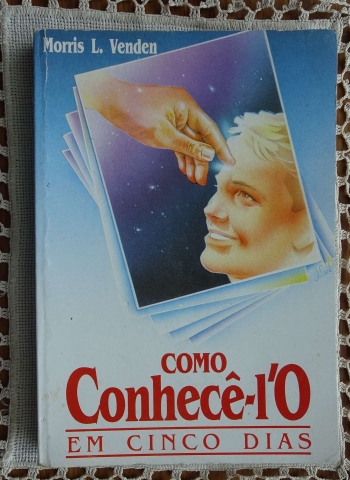 Morris L. Venden
COMO
Conhecê-l'O
EM CINCO DIAS